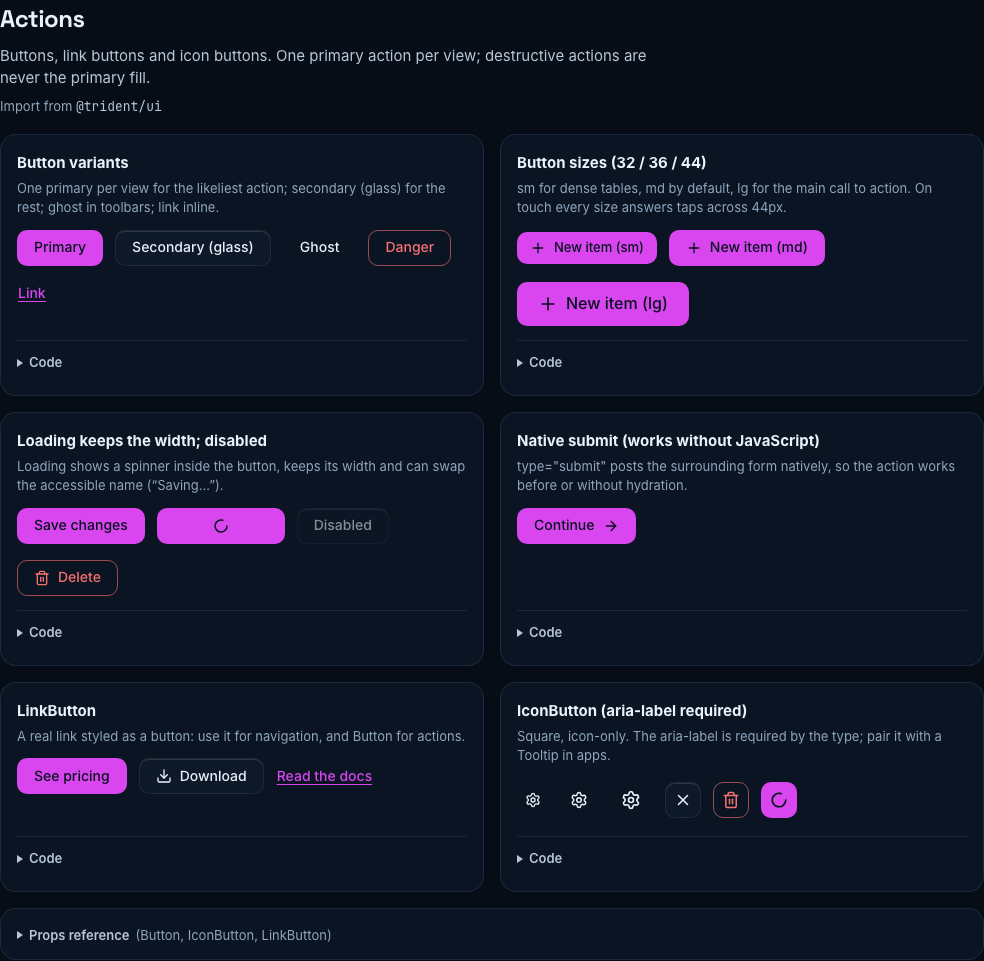 Actions
Buttons, link buttons and icon buttons. One primary action per view; destructive actions are
never the primary fill.
Import from @trident/ui
Button variants
One primary per view for the likeliest action; secondary (glass) for the
rest; ghost in toolbars; link inline.
Primary
Secondary (glass)
Ghost
Danger
Link
Code
Button sizes (32 / 36 / 44)
sm for dense tables, md by default, lg for the main call to action. On
touch every size answers taps across 44px.
New item (sm)
New item (md)
New item (lg)
Code
Loading keeps the width; disabled
Loading shows a spinner inside the button, keeps its width and can swap
the accessible name (“Saving…”).
Save changes
Disabled
Delete
Code
Native submit (works without JavaScript)
type="submit" posts the surrounding form natively, so the action works
before or without hydration.
Continue
Code
LinkButton
A real link styled as a button: use it for navigation, and Button for actions.
See pricing
Download
Read the docs
Code
IconButton (aria-label required)
Square, icon-only. The aria-label is required by the type; pair it with a
Tooltip in apps.
Code
Props reference (Button, IconButton, LinkButton)